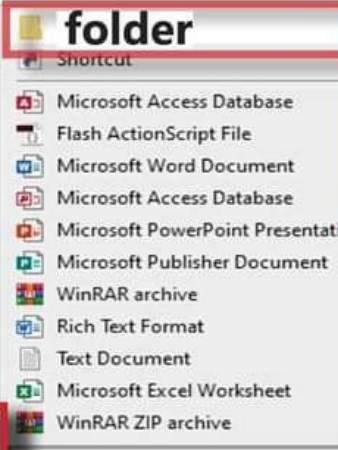 folder
Shortcut
Microsoft Access Database
Flash ActionScript File
Microsoft Word Document
Microsoft Access Database
Microsoft PowerPoint Presentati
Microsoft Publisher Document
WinRAR archive
Rich Text Format
Text Document
Microsoft Excel Worksheet
WinRAR ZIP archive